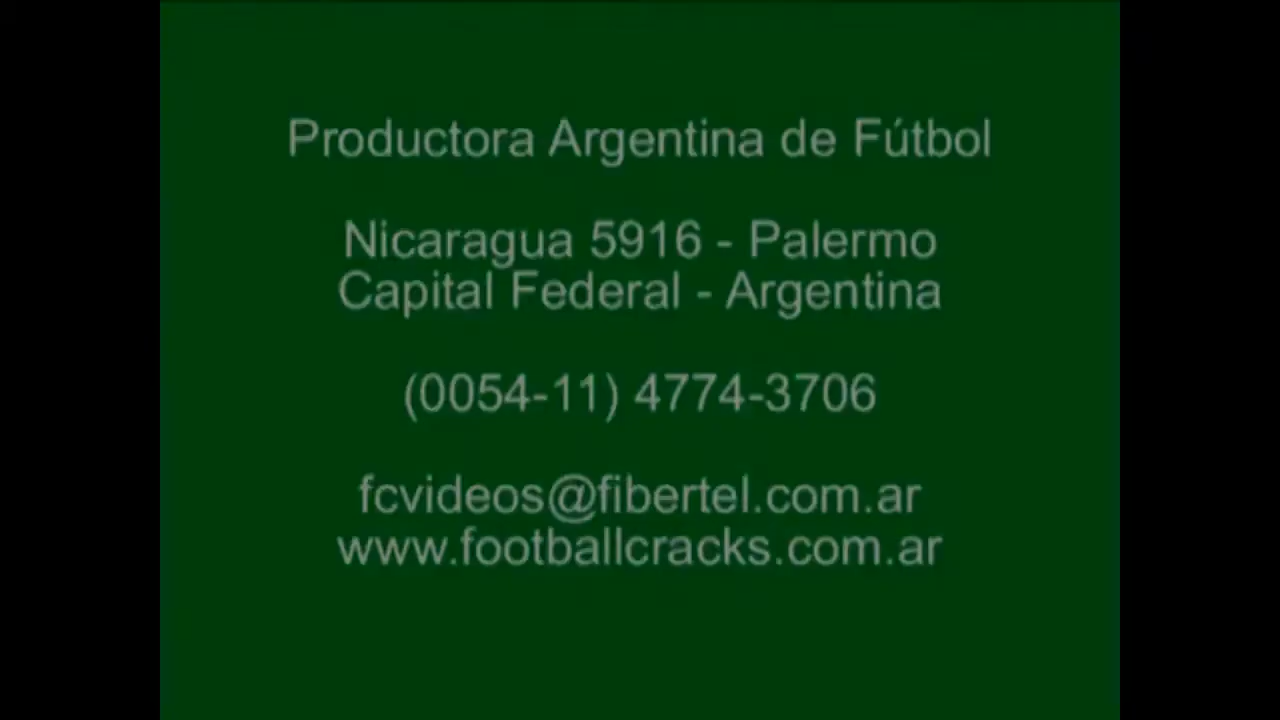 Productora Argentina de Fútbol
Nicaragua 5916 - Palermo
Capital Federal - Argentina
(0054-11) 4774-3706
fcvideos@fibertel.com.ar
www.footballcracks.com.ar